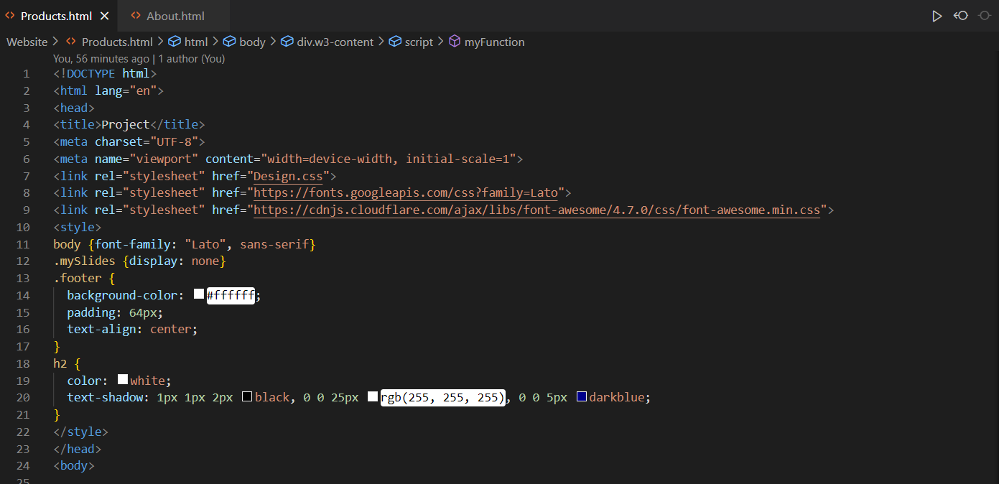 Products.html About.html
Website > Products.html > html > body > div.w3-content > script > myFunction
You, 56 minutes ago | 1 author (You)
1 <!DOCTYPE html>
2 <html lang="en">
3 <head>
4 <title>Project</title>
5 <meta charset="UTF-8">
6 <meta name="viewport" content="width=device-width, initial-scale=1">
7 <link rel="stylesheet" href="Design.css">
8 <link rel="stylesheet" href="https://fonts.googleapis.com/css?family=Lato">
9 <link rel="stylesheet" href="https://cdnjs.cloudflare.com/ajax/libs/font-awesome/4.7.0/css/font-awesome.min.css">
10 <style>
11 body {font-family: "Lato", sans-serif}
12 .mySlides {display: none}
13 .footer {
14 background-color: #ffffff;
15 padding: 64px;
16 text-align: center;
17 }
18 h2 {
19 color: white;
20 text-shadow: 1px 1px 2px black, 0 0 25px rgb(255, 255, 255), 0 0 5px darkblue;
21 }
22 </style>
23 </head>
24 <body>
25